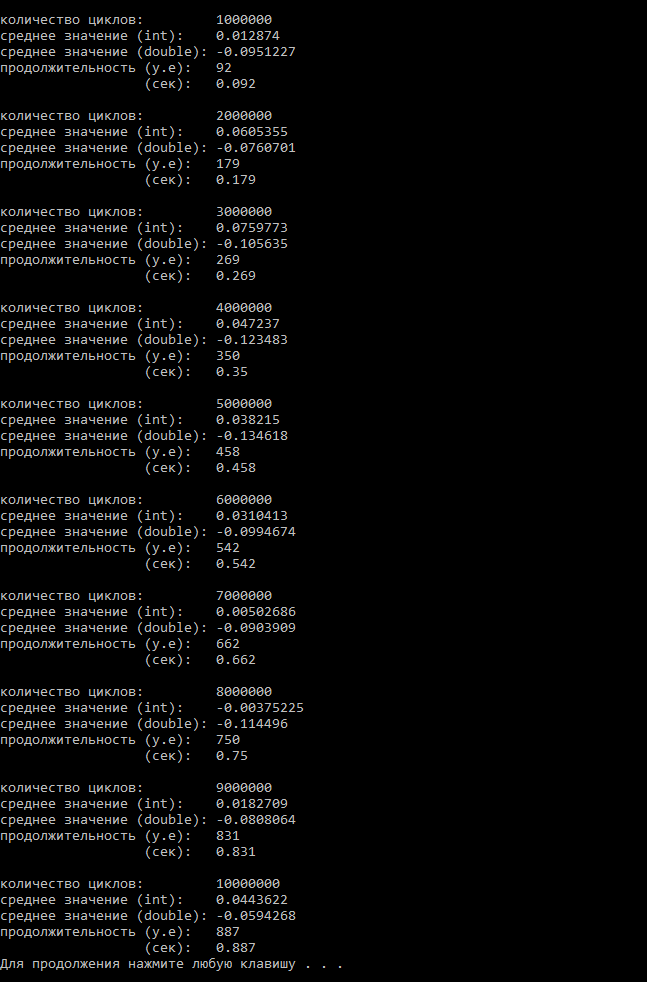 количество циклов: 1000000
среднее значение (int): 0.012874
среднее значение (double): -0.0951227
продолжительность (у.е): 92
(сек): 0.092
количество циклов: 2000000
среднее значение (int): 0.0605355
среднее значение (double): -0.0760701
продолжительность (у.е): 179
(сек): 0.179
количество циклов: 3000000
среднее значение (int): 0.0759773
среднее значение (double): -0.105635
продолжительность (у.е): 269
(сек): 0.269
количество циклов: 4000000
среднее значение (int): 0.047237
среднее значение (double): -0.123483
продолжительность (у.е): 350
(сек): 0.35
количество циклов: 5000000
среднее значение (int): 0.038215
среднее значение (double): -0.134618
продолжительность (у.е): 458
(сек): 0.458
количество циклов: 6000000
среднее значение (int): 0.0310413
среднее значение (double): -0.0994674
продолжительность (у.е): 542
(сек): 0.542
количество циклов: 7000000
среднее значение (int): 0.00502686
среднее значение (double): -0.0903909
продолжительность (у.е): 662
(сек): 0.662
количество циклов: 8000000
среднее значение (int): -0.00375225
среднее значение (double): -0.114496
продолжительность (у.е): 750
(сек): 0.75
количество циклов: 9000000
среднее значение (int): 0.0182709
среднее значение (double): -0.0808064
продолжительность (у.е): 831
(сек): 0.831
количество циклов: 10000000
среднее значение (int): 0.0443622
среднее значение (double): -0.0594268
продолжительность (у.е): 887
(сек): 0.887
Для продолжения нажмите любую клавишу . . .